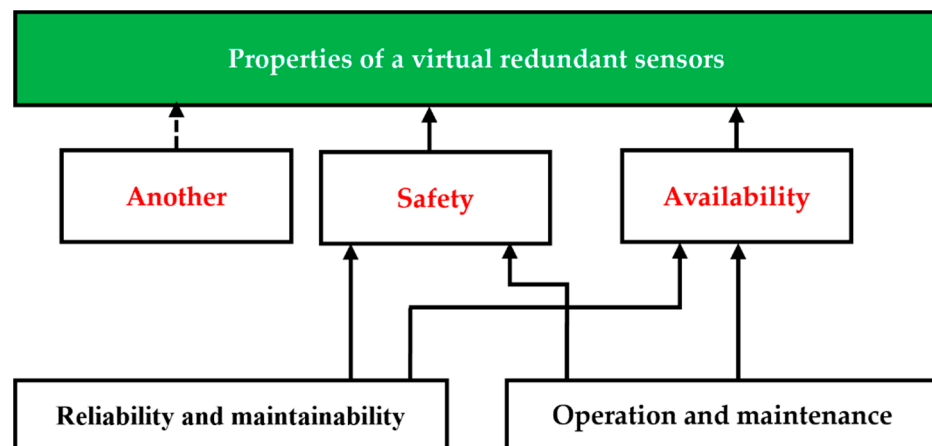 Properties of a virtual redundant sensors
Another
Safety
Availability
Reliability and maintainability
Operation and maintenance